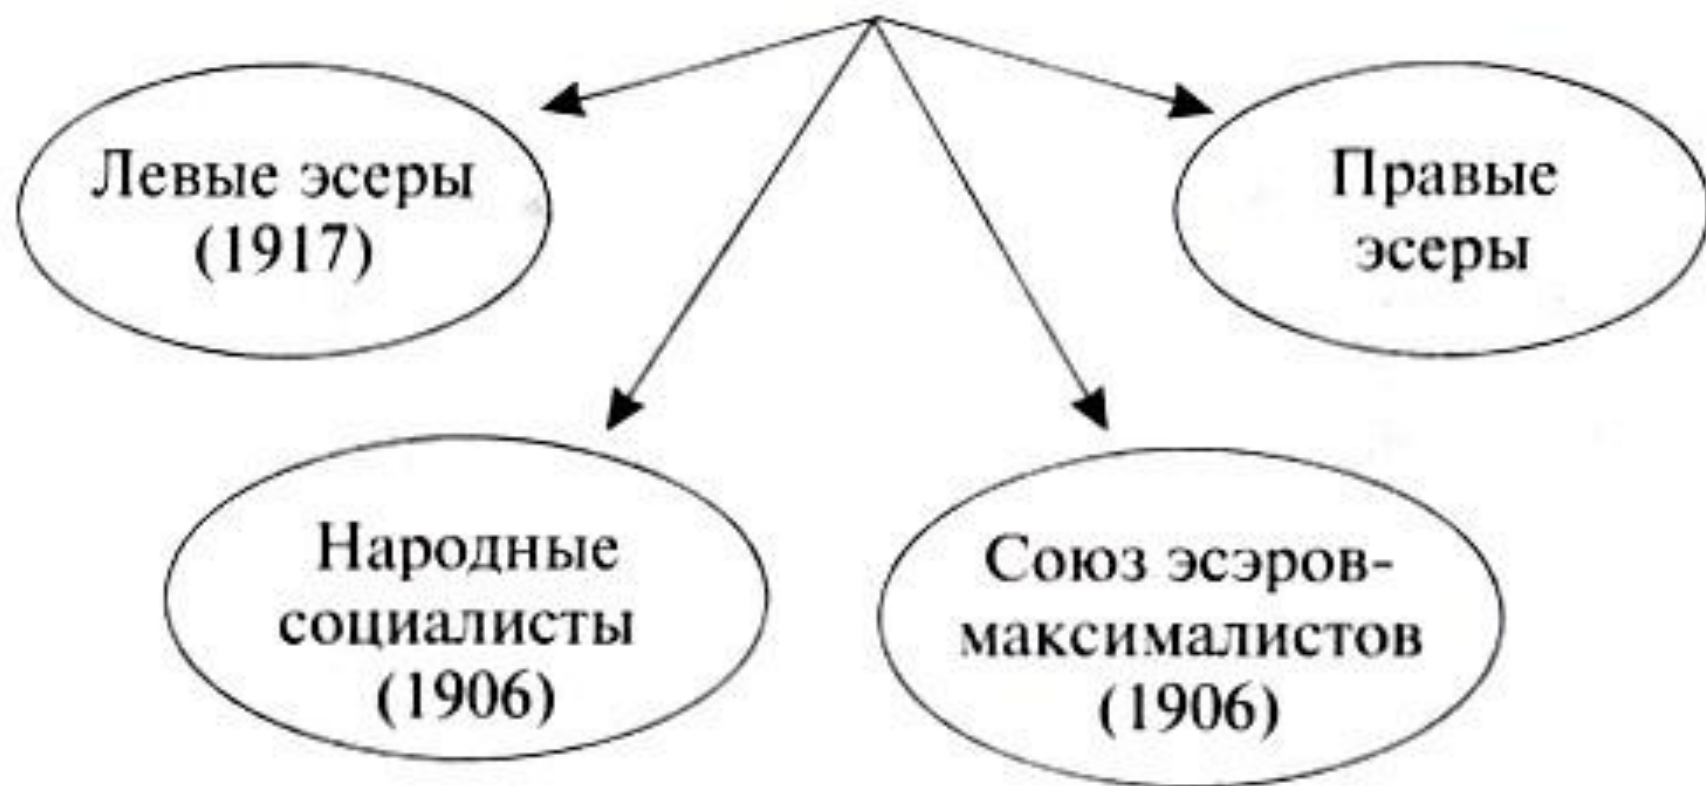 Левые эсеры
(1917)
Правые
эсеры
Народные
социалисты
(1906)
Союз эсэров-
максималистов
(1906)